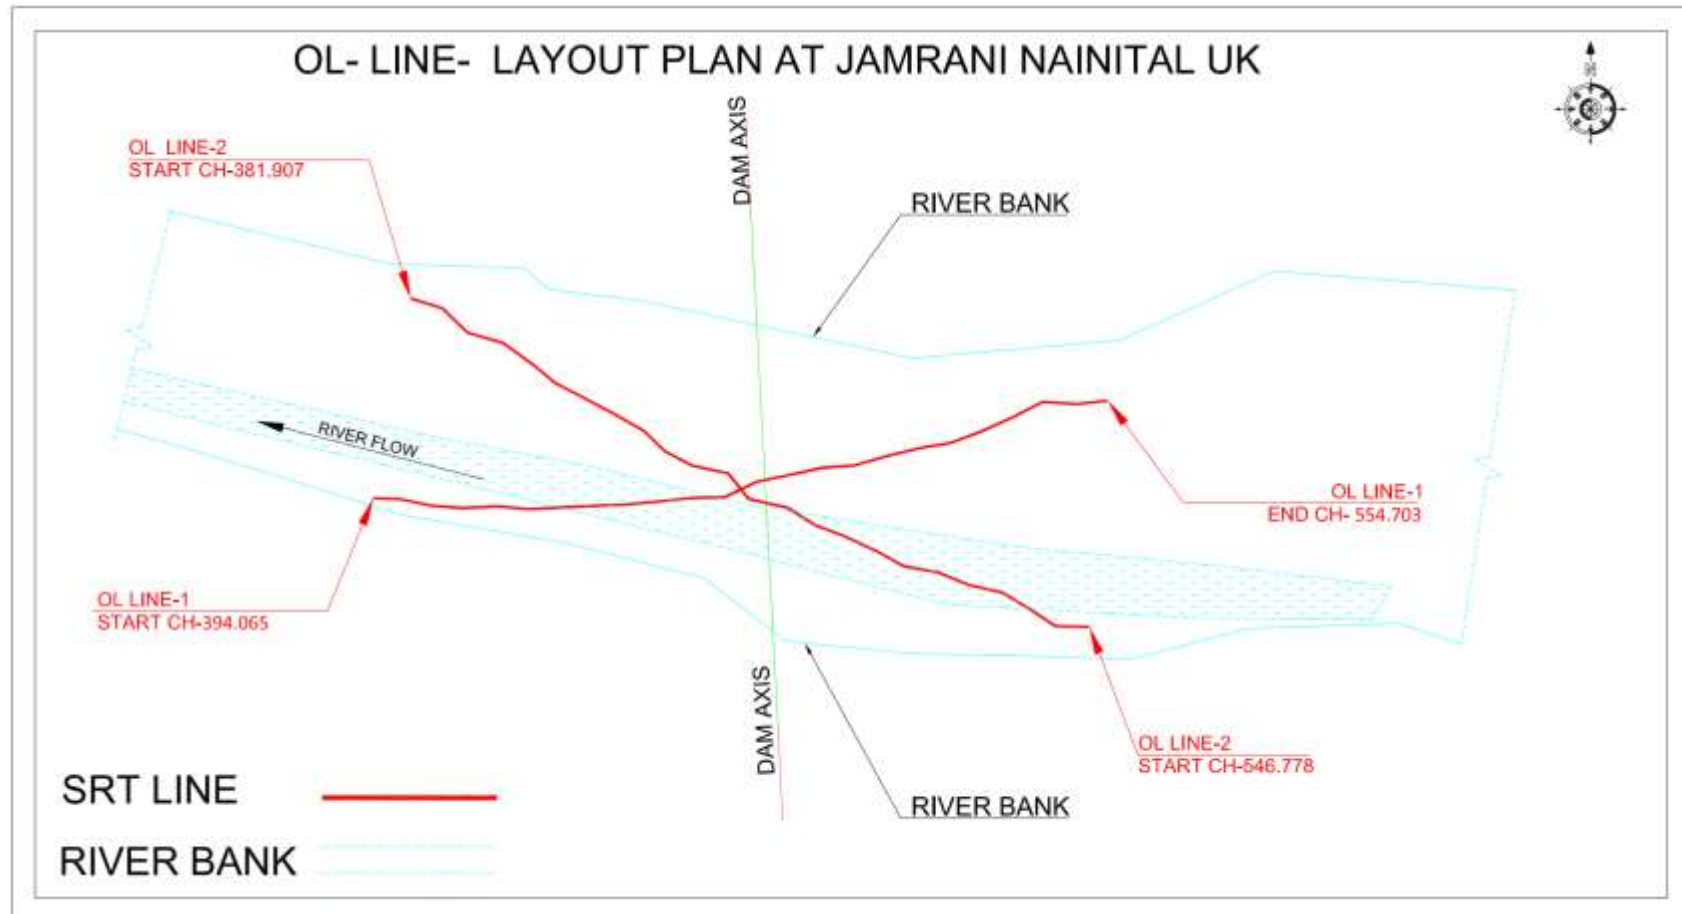 OL- LINE- LAYOUT PLAN AT JAMRANI NAINITAL UK
DAM AXIS
OL LINE-2
START CH-381.907
RIVER BANK
RIVER FLOW
OL LINE-1
END CH- 554.703
OL LINE-1
START CH-394.065
DAM AXIS
OL LINE-2
START CH-546.778
RIVER BANK
SRT LINE
RIVER BANK